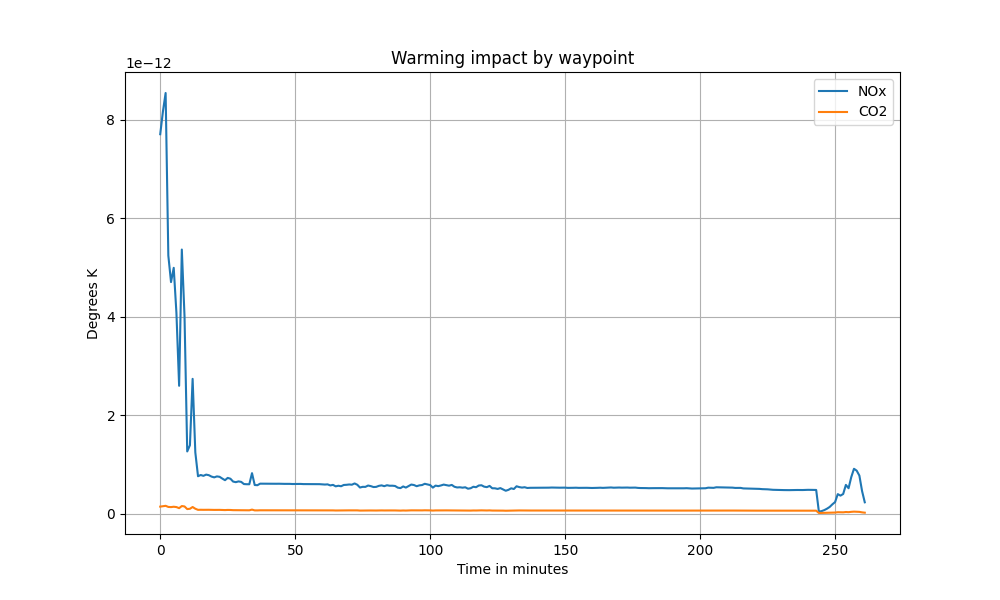 Warming impact by waypoint
1e−12
NOx
CO2
8
6
4
2
0
Degrees K
0 50 100 150 200 250
Time in minutes